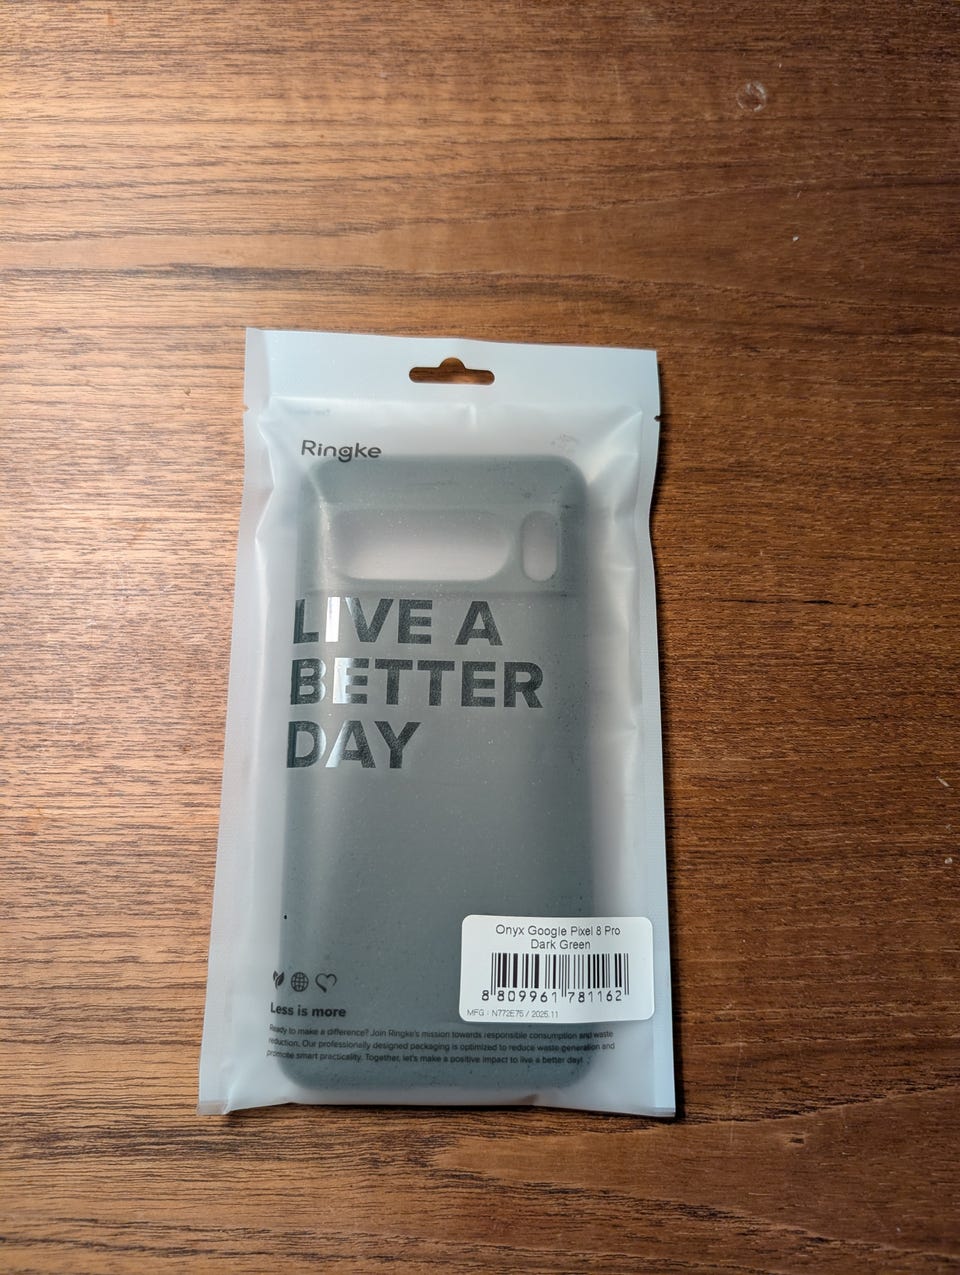 Ringke
LIVE A
BETTER
DAY
Onyx Google Pixel 8 Pro
Dark Green
8 809961 781162
MFG : N772E75 / 2025.11
Less is more
Ready to make a difference? Join Ringke's mission towards responsible consumption and waste
reduction. Our professionally designed packaging is optimized to reduce waste generation and
promote smart practicality. Together, let's make a positive impact to live a better day!